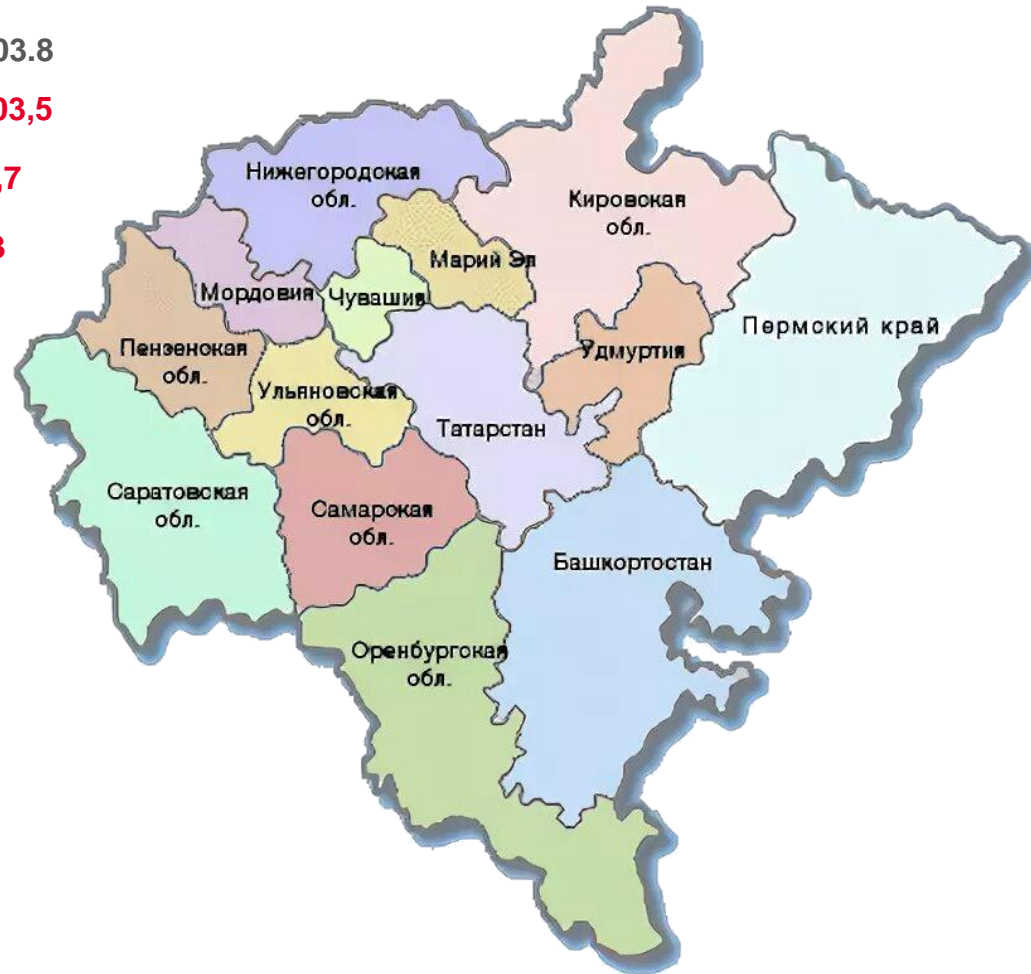 03.8
03,5
,7
3
Нижегородская
обл.
Кировская
обл.
Марий Эл
Мордовия
Чувашия
Пермский край
Пензенская
обл.
Удмуртия
Ульяновская
обл.
Татарстан
Саратовская
обл.
Самарская
обл.
Башкортостан
Оренбургская
обл.